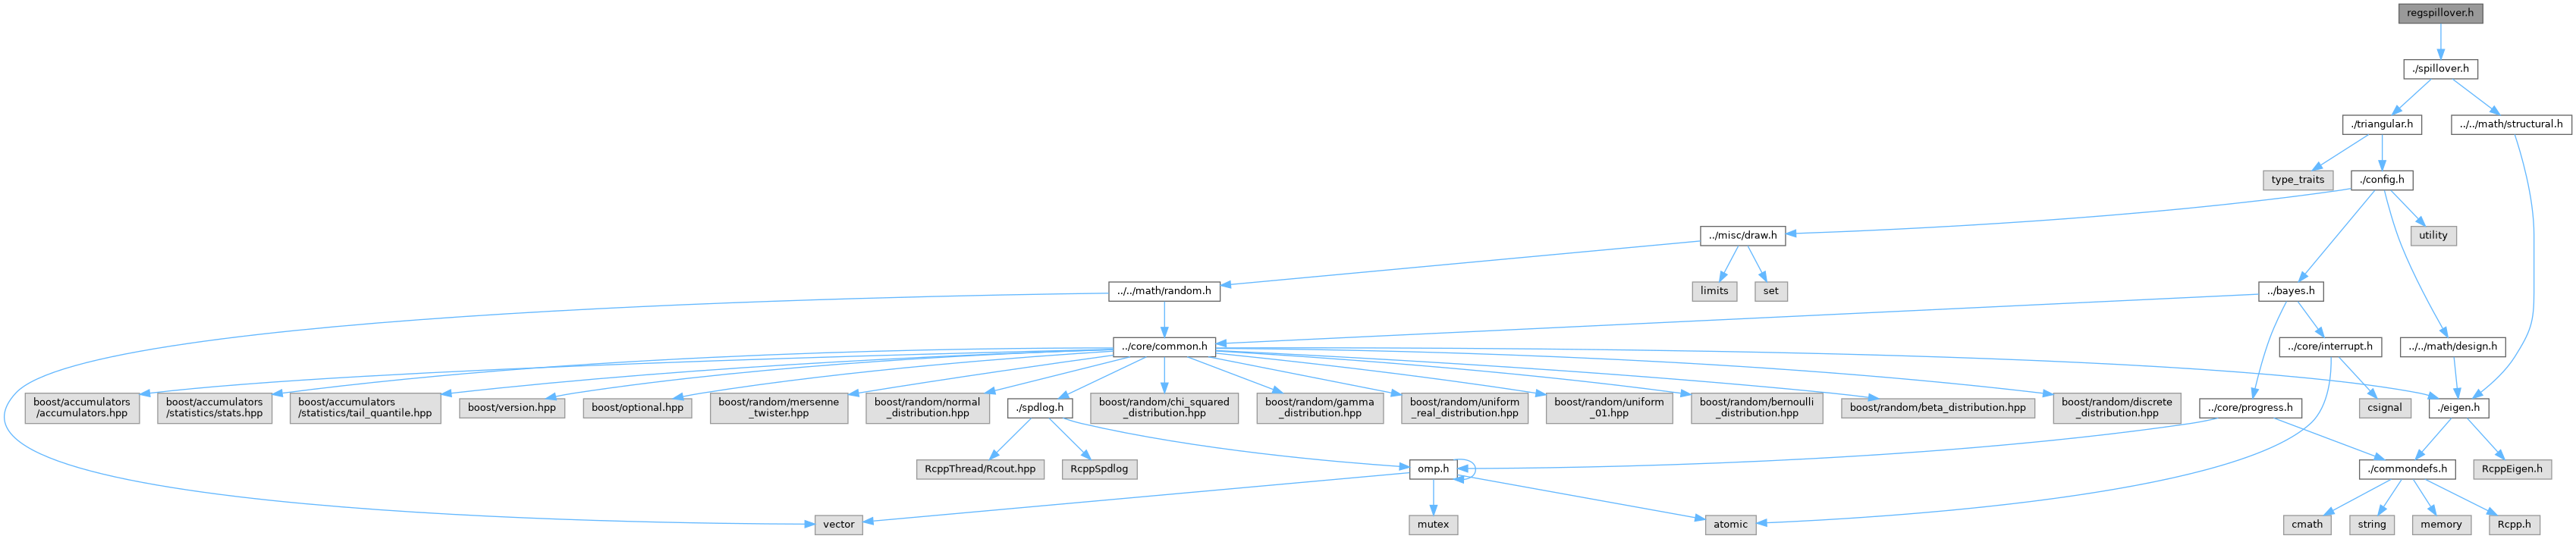 regspillover.h
./spillover.h
./triangular.h
../../math/structural.h
type_traits
./config.h
../misc/draw.h
utility
../../math/random.h
limits
set
../bayes.h
../core/common.h
../core/interrupt.h
../../math/design.h
boost/accumulators
/accumulators.hpp
boost/accumulators
/statistics/stats.hpp
boost/accumulators
/statistics/tail_quantile.hpp
boost/version.hpp
boost/optional.hpp
boost/random/mersenne
_twister.hpp
boost/random/normal
_distribution.hpp
./spdlog.h
boost/random/chi_squared
_distribution.hpp
boost/random/gamma
_distribution.hpp
boost/random/uniform
_real_distribution.hpp
boost/random/uniform
_01.hpp
boost/random/bernoulli
_distribution.hpp
boost/random/beta_distribution.hpp
boost/random/discrete
_distribution.hpp
../core/progress.h
csignal
./eigen.h
RcppThread/Rcout.hpp
RcppSpdlog
omp.h
./commondefs.h
RcppEigen.h
vector
mutex
atomic
cmath
string
memory
Rcpp.h